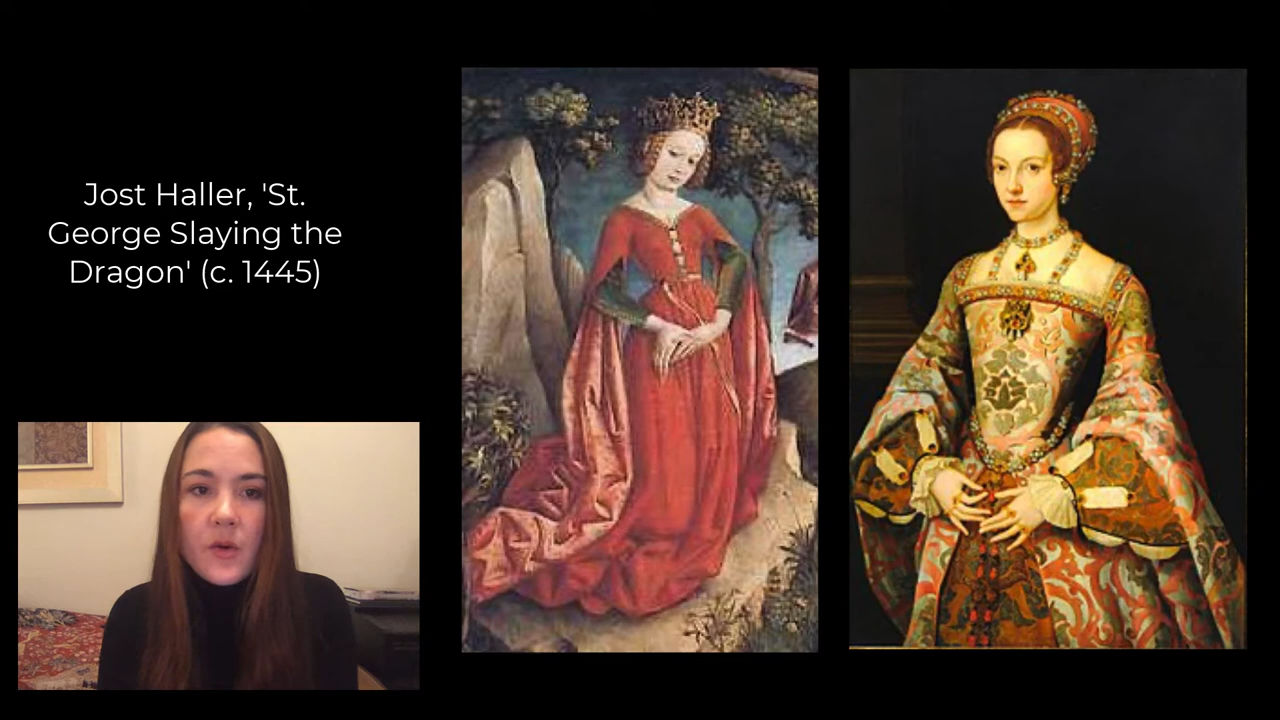 Jost Haller, 'St.
George Slaying the
Dragon' (c. 1445)